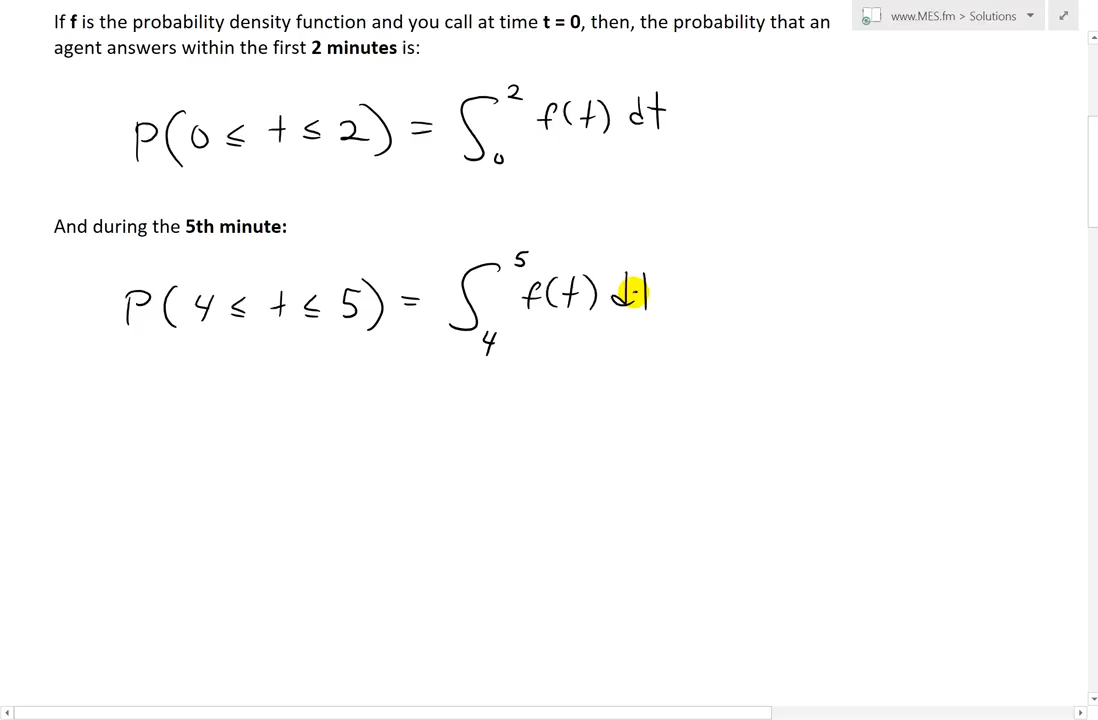 If f is the probability density function and you call at time t = 0, then, the probability that an
www.MES.fm > Solutions
agent answers within the first 2 minutes is:
P(0 ≤ t ≤ 2) = ∫₀² f(t) dt
And during the 5th minute:
P(4 ≤ t ≤ 5) = ∫₄⁵ f(t) dt